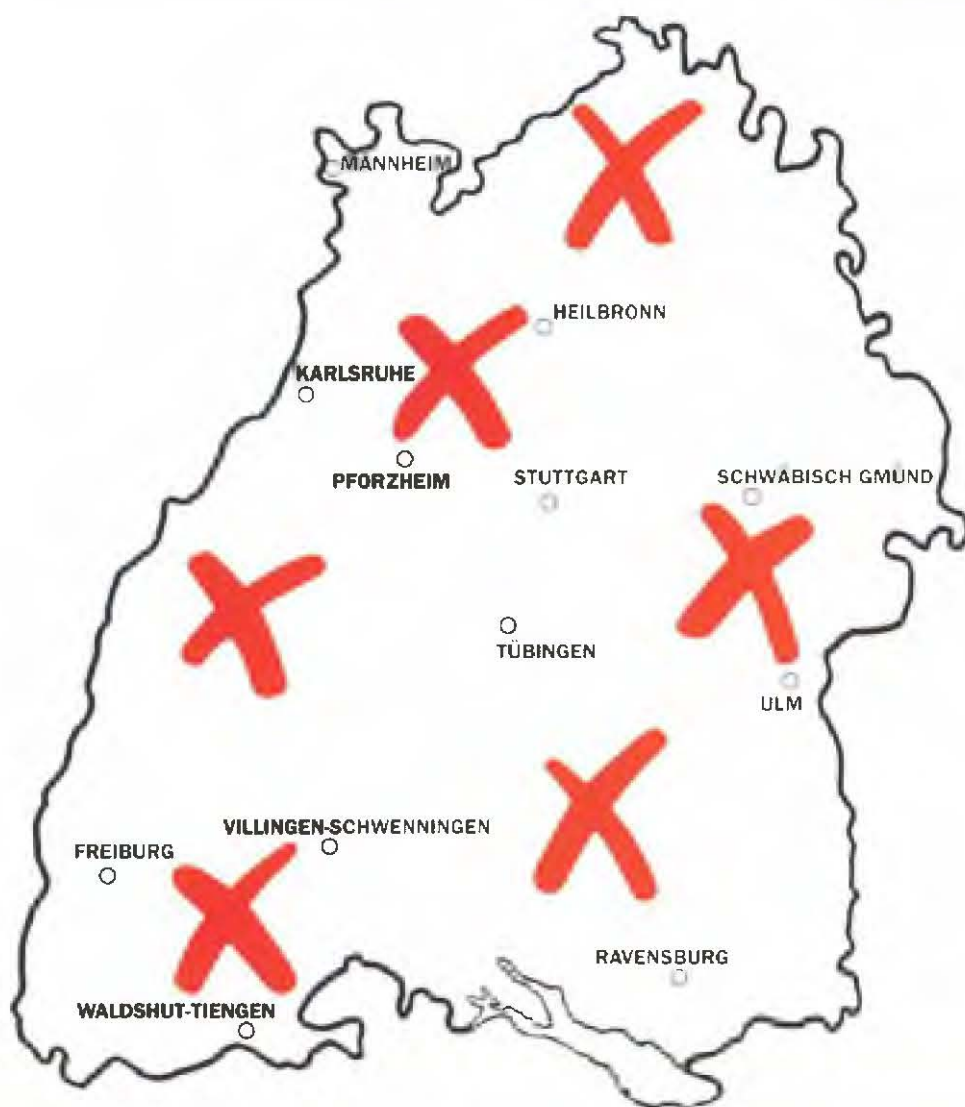 MANNHEIM
HEILBRONN
KARLSRUHE
PFORZHEIM
STUTTGART
SCHWÄBISCH GMÜND
TÜBINGEN
ULM
VILLINGEN-SCHWENNINGEN
FREIBURG
RAVENSBURG
WALDSHUT-TIENGEN